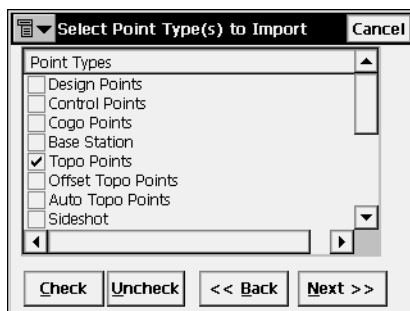 Select Point Type(s) to Import Cancel
Point Types
Design Points
Control Points
Cogo Points
Base Station
Topo Points
Offset Topo Points
Auto Topo Points
Sideshot
Check Uncheck << Back Next >>